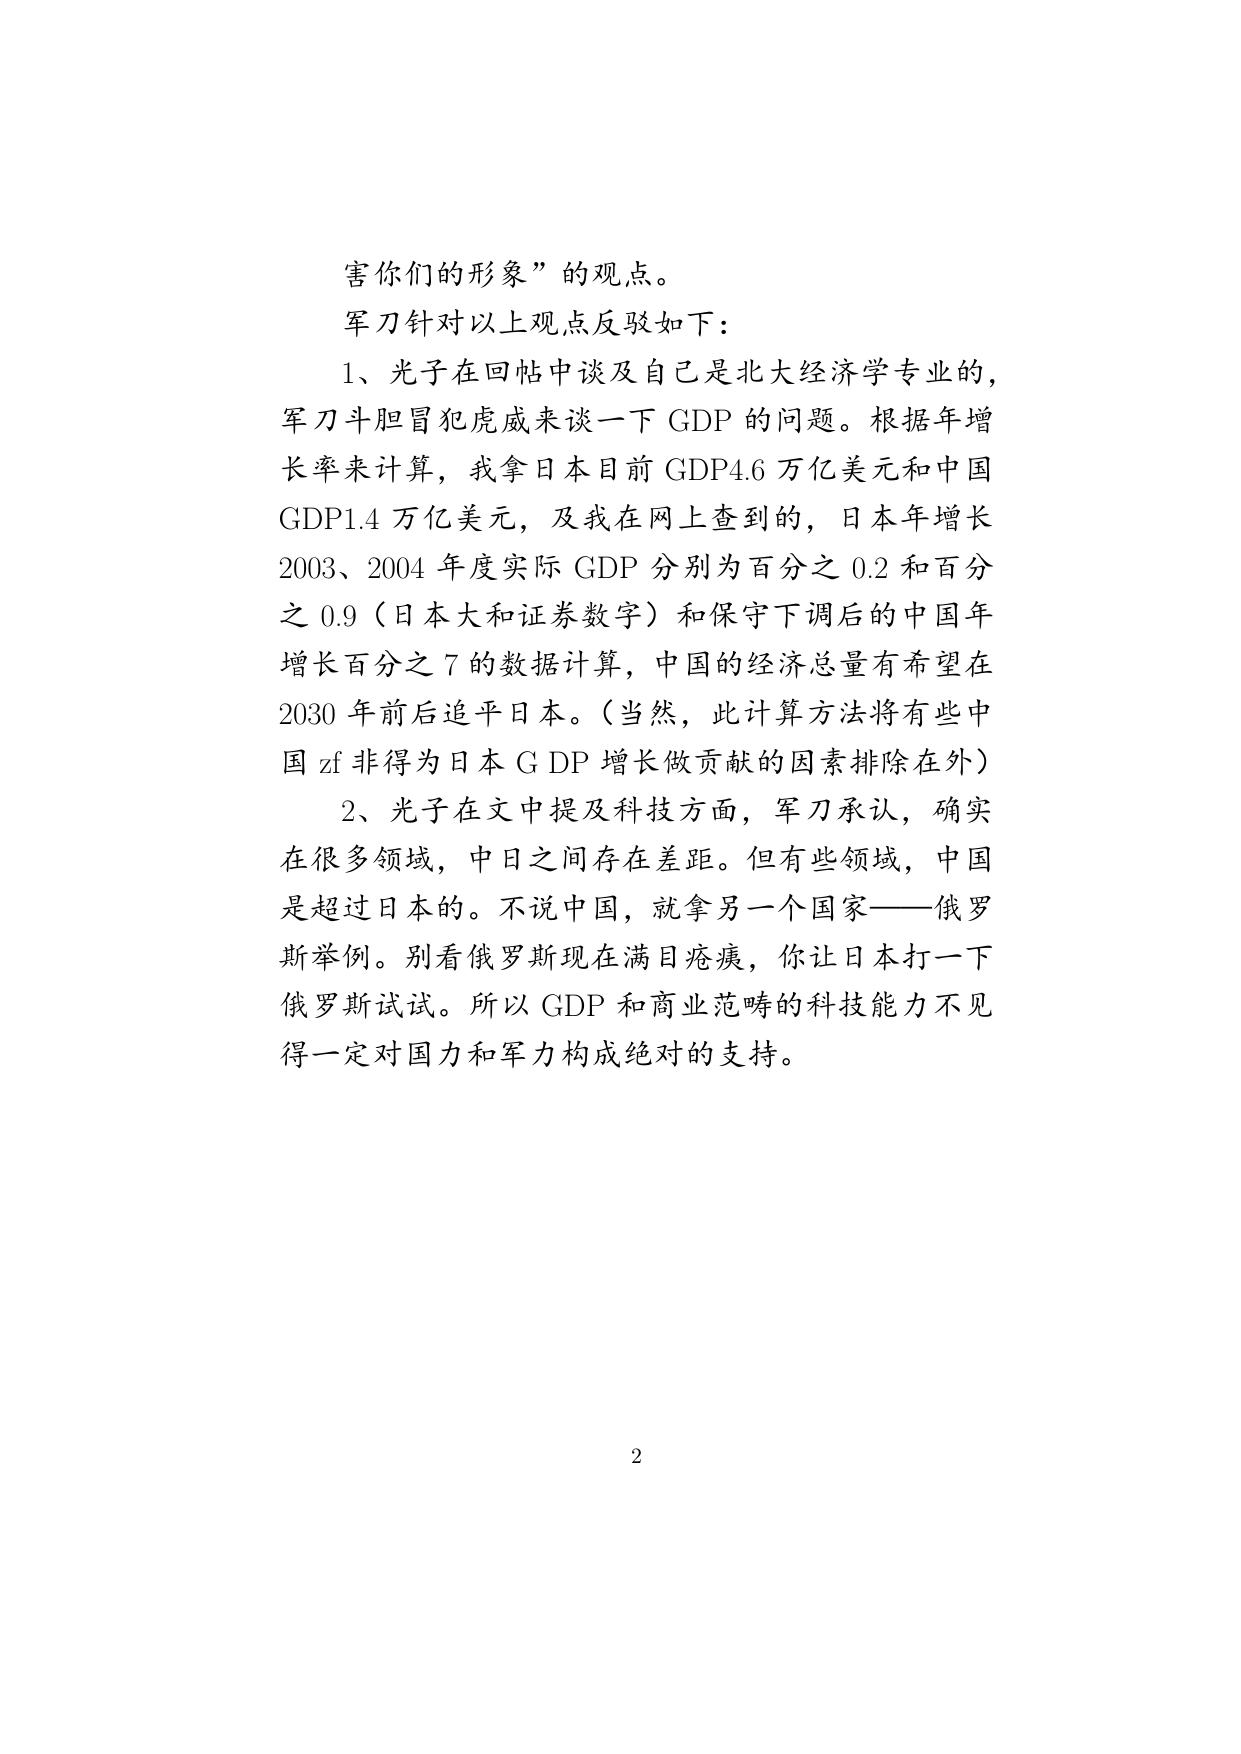 害你们的形象”的观点。
军刀针对以上观点反驳如下：
1、光子在回帖中谈及自己是北大经济学专业的，
军刀斗胆冒犯虎威来谈一下 GDP 的问题。根据年增
长率来计算，我拿日本目前 GDP4.6 万亿美元和中国
GDP1.4 万亿美元，及我在网上查到的，日本年增长
2003、2004 年度实际 GDP 分别为百分之 0.2 和百分
之 0.9（日本大和证券数字）和保守下调后的中国年
增长百分之 7 的数据计算，中国的经济总量有希望在
2030 年前后追平日本。（当然，此计算方法将有些中
国 zf 非得为日本 G DP 增长做贡献的因素排除在外）
2、光子在文中提及科技方面，军刀承认，确实
在很多领域，中日之间存在差距。但有些领域，中国
是超过日本的。不说中国，就拿另一个国家——俄罗
斯举例。别看俄罗斯现在满目疮痍，你让日本打一下
俄罗斯试试。所以 GDP 和商业范畴的科技能力不见
得一定对国力和军力构成绝对的支持。
2